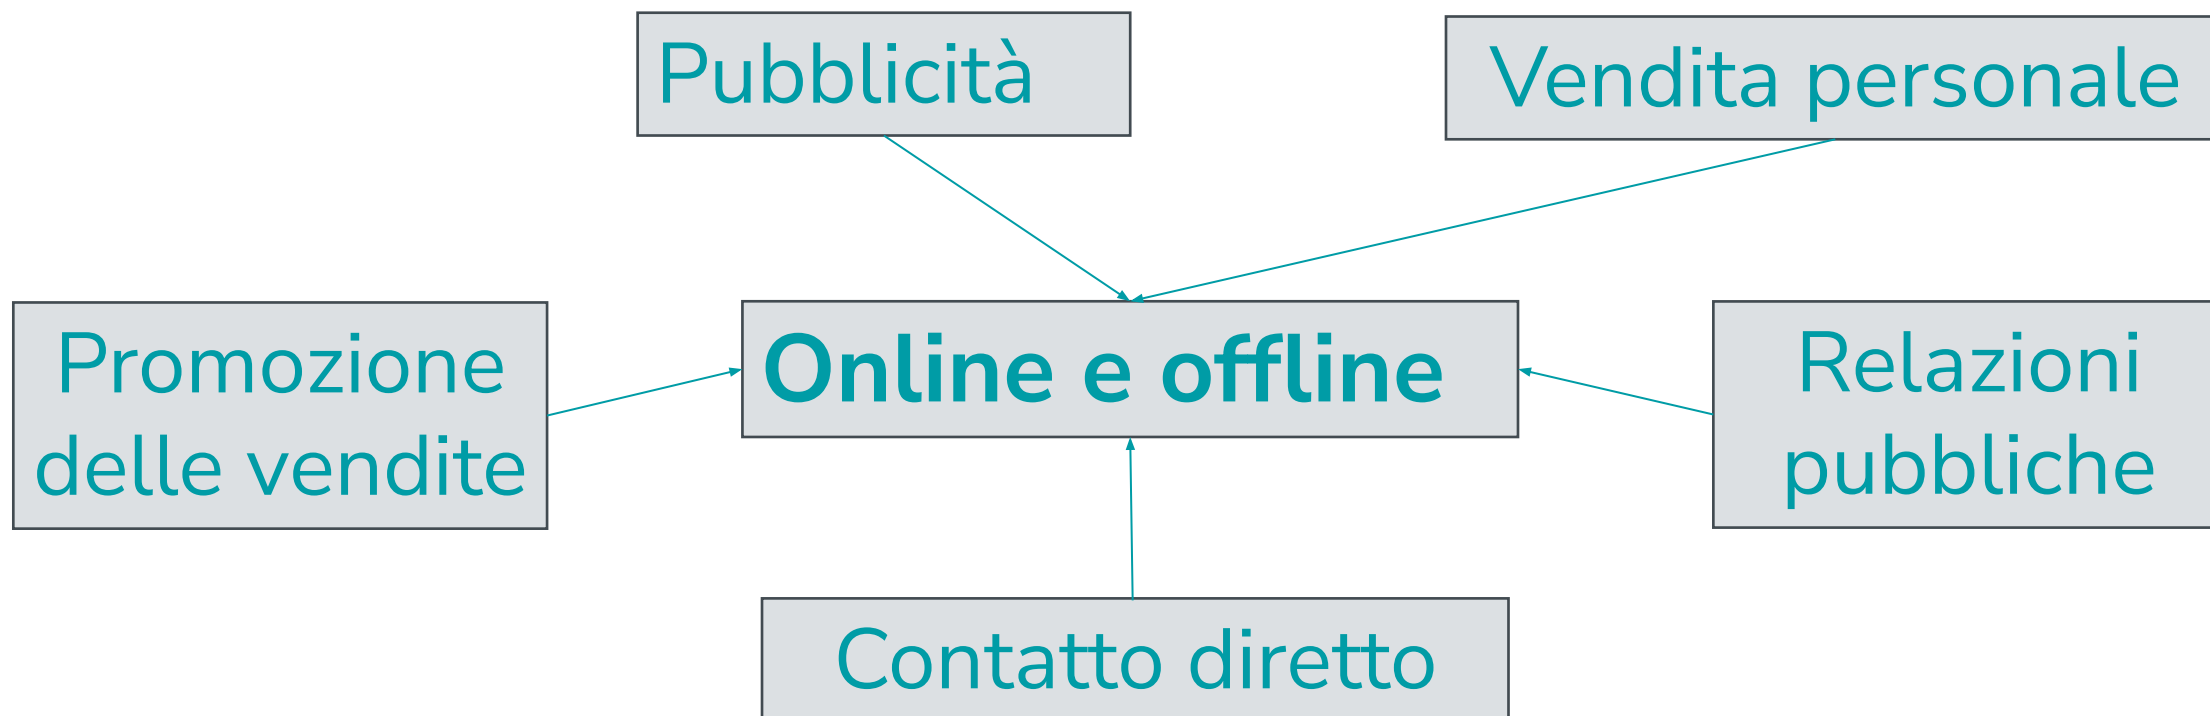 Pubblicità
Vendita personale
Promozione
delle vendite
Online e offline
Relazioni
pubbliche
Contatto diretto